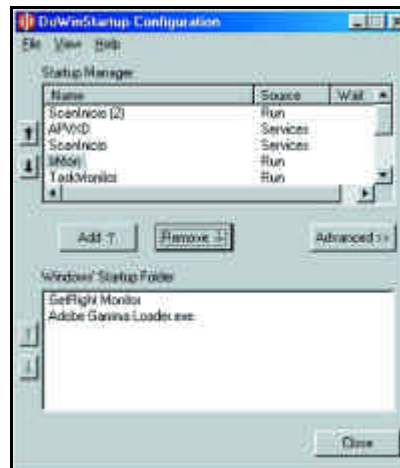 DoWinStartup Configuration
File View Help
Startup Manager
Name Source Wait
ScanInicio (2) Run
APVXD Services
ScanInicio Services
Run
TaskMonitor Run
Add Remove Advanced >>
Windows' Startup Folder
GetRight Monitor
Adobe Gamma Loader.exe
Close